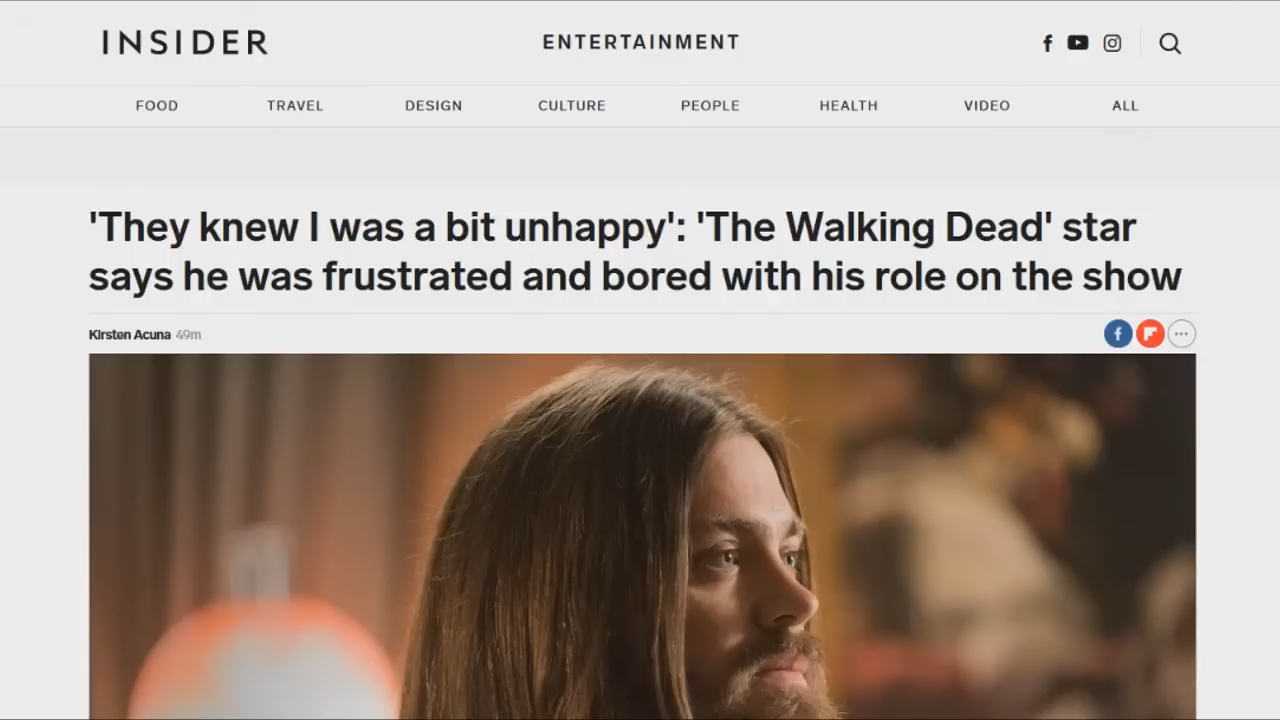 INSIDER
ENTERTAINMENT
FOOD TRAVEL DESIGN CULTURE PEOPLE HEALTH VIDEO ALL
'They knew I was a bit unhappy': 'The Walking Dead' star
says he was frustrated and bored with his role on the show
Kirsten Acuna 49m